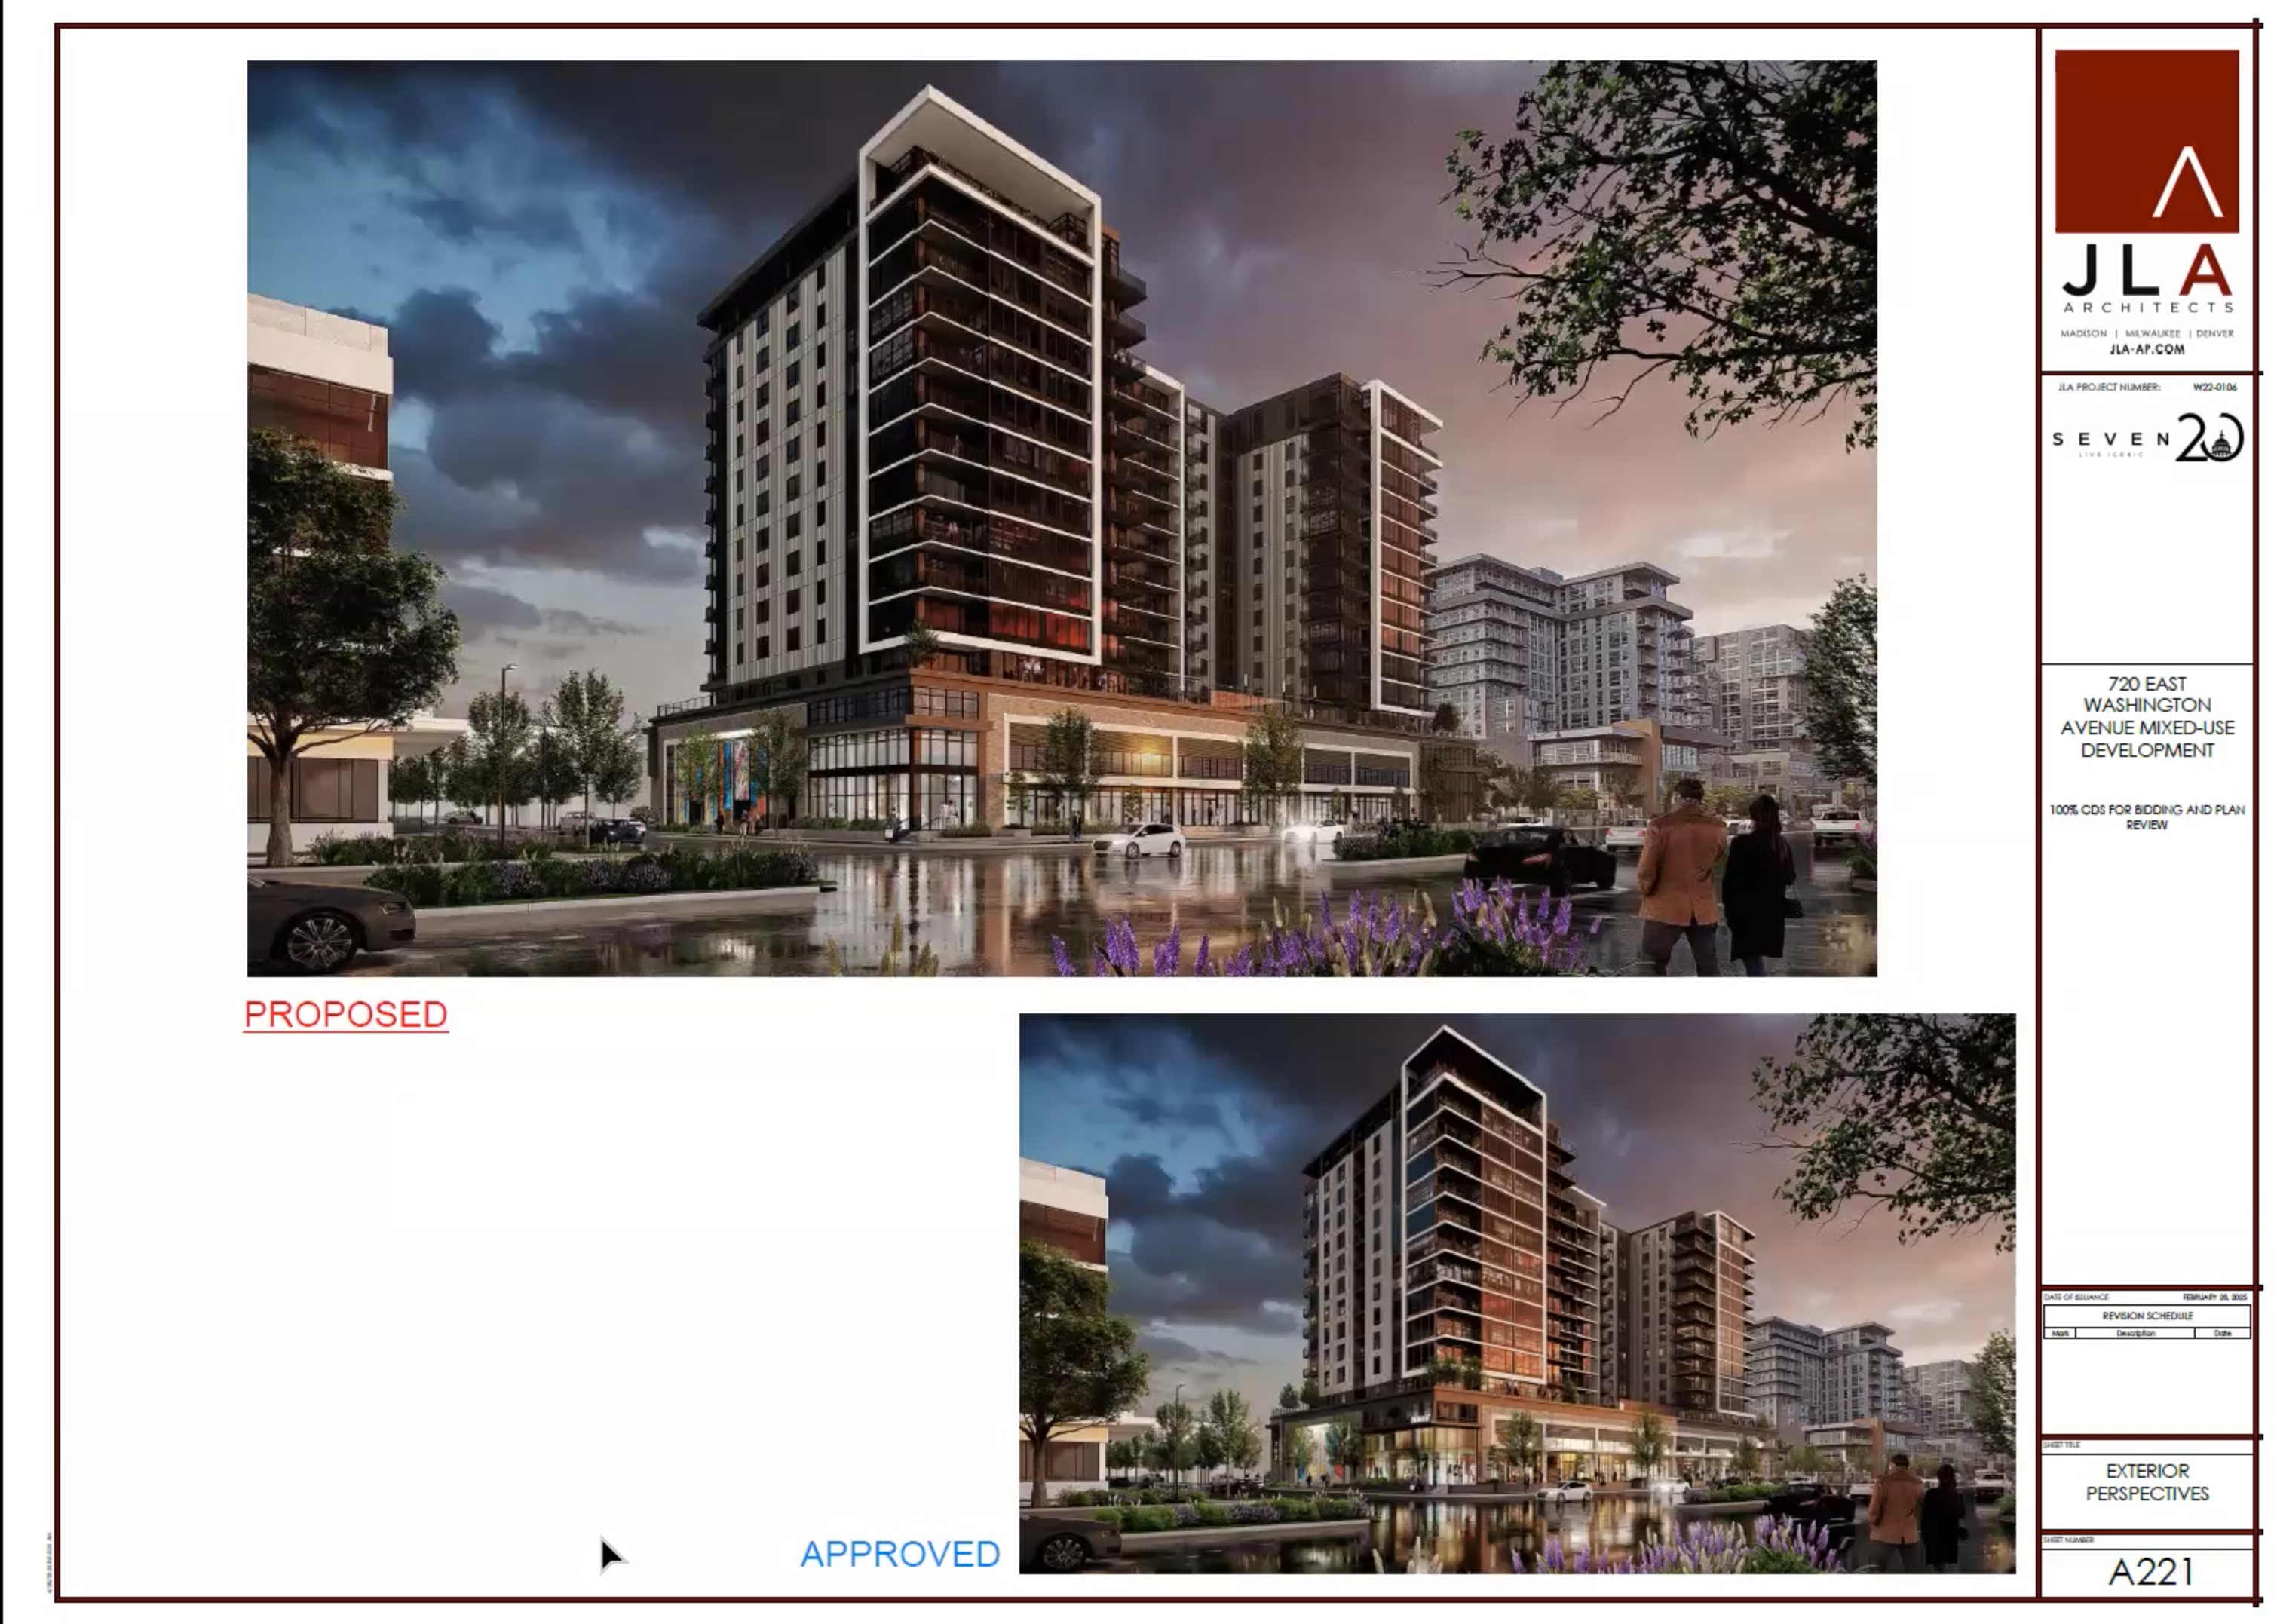 PROPOSED
APPROVED
JLA
ARCHITECTS
MADISON | MILWAUKEE | DENVER
JLA-AP.COM
JLA PROJECT NUMBER: W22-0106
SEVEN 20
LIVE ICONIC
720 EAST
WASHINGTON
AVENUE MIXED-USE
DEVELOPMENT
100% CDS FOR BIDDING AND PLAN
REVIEW
DATE OF ISSUANCE FEBRUARY 28, 2025
REVISION SCHEDULE
Mark Description Date
SHEET TITLE
EXTERIOR
PERSPECTIVES
SHEET NUMBER
A221